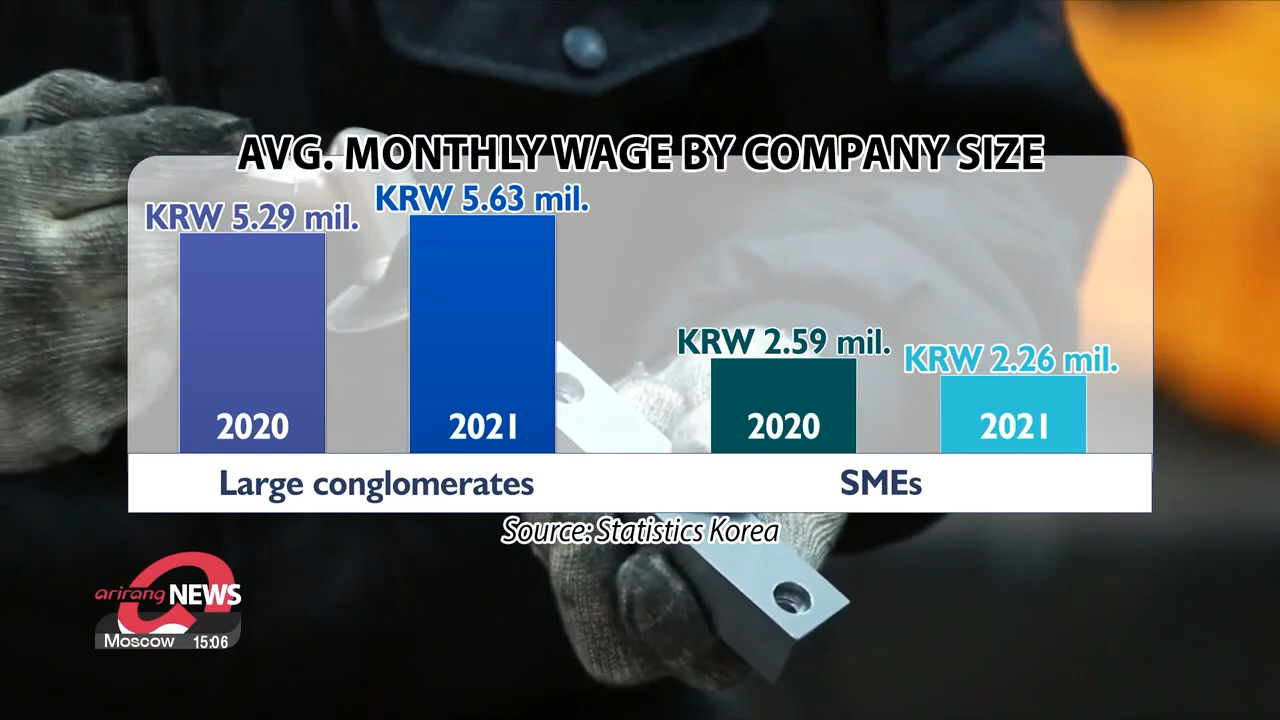 AVG. MONTHLY WAGE BY COMPANY SIZE
KRW 5.29 mil.
KRW 5.63 mil.
KRW 2.59 mil.
KRW 2.26 mil.
2020
2021
2020
2021
Large conglomerates
SMEs
Source: Statistics Korea
arirang NEWS
Moscow 15:06